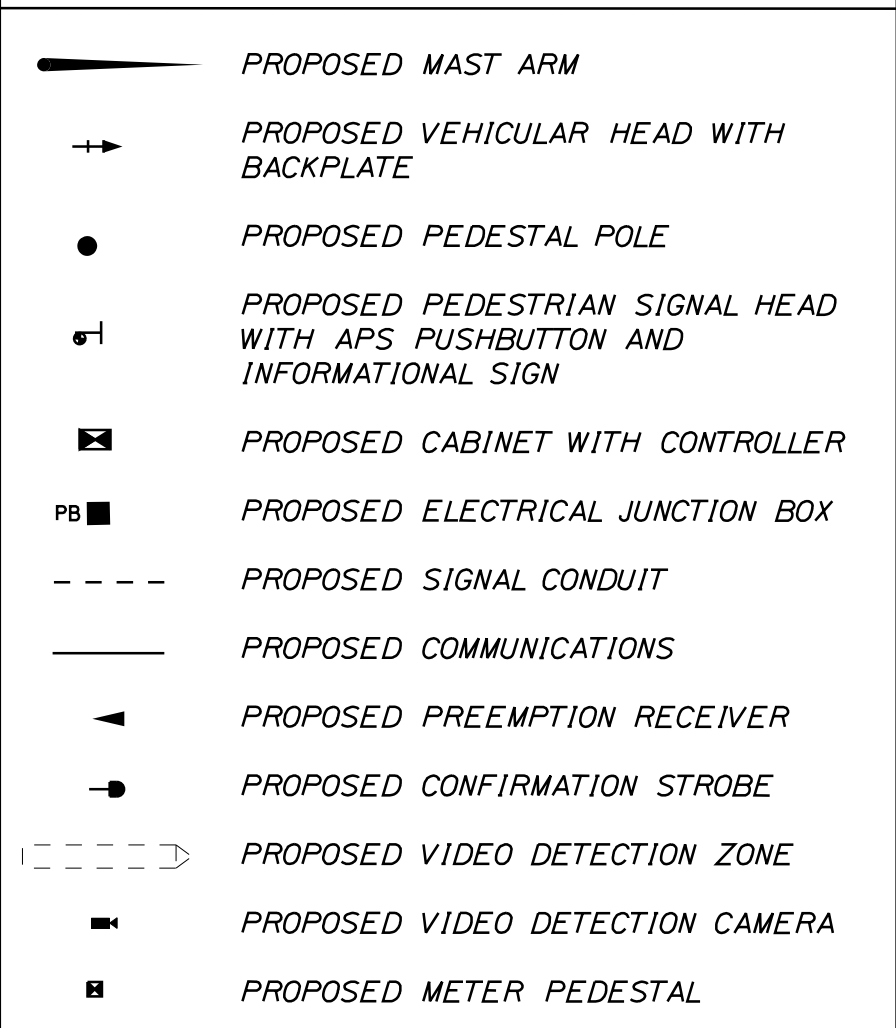 PROPOSED MAST ARM
PROPOSED VEHICULAR HEAD WITH
BACKPLATE
PROPOSED PEDESTAL POLE
PROPOSED PEDESTRIAN SIGNAL HEAD
WITH APS PUSHBUTTON AND
INFORMATIONAL SIGN
PROPOSED CABINET WITH CONTROLLER
PB PROPOSED ELECTRICAL JUNCTION BOX
PROPOSED SIGNAL CONDUIT
PROPOSED COMMUNICATIONS
PROPOSED PREEMPTION RECEIVER
PROPOSED CONFIRMATION STROBE
PROPOSED VIDEO DETECTION ZONE
PROPOSED VIDEO DETECTION CAMERA
PROPOSED METER PEDESTAL